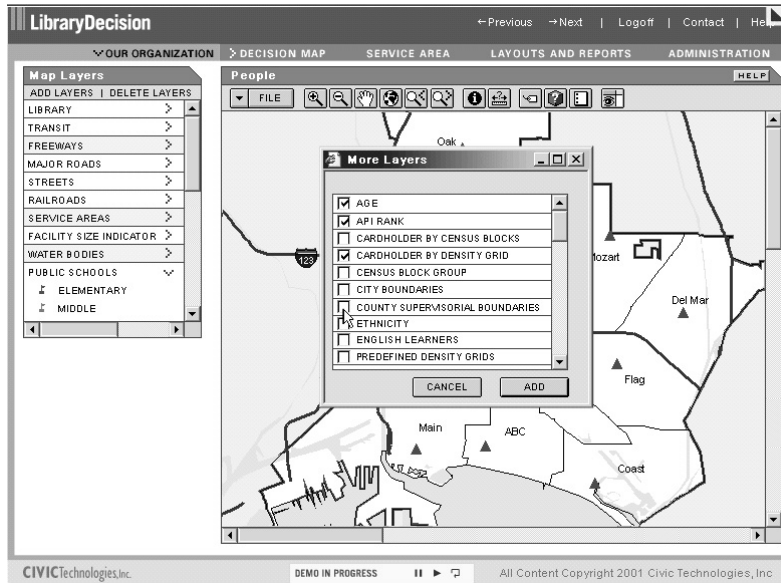 LibraryDecision
←Previous →Next | Logoff | Contact | Help
OUR ORGANIZATION
DECISION MAP
SERVICE AREA
LAYOUTS AND REPORTS
ADMINISTRATION
Map Layers
ADD LAYERS | DELETE LAYERS
LIBRARY
TRANSIT
FREEWAYS
MAJOR ROADS
STREETS
RAILROADS
SERVICE AREAS
FACILITY SIZE INDICATOR
WATER BODIES
PUBLIC SCHOOLS
ELEMENTARY
MIDDLE
People
HELP
FILE
Oak
123
More Layers
AGE
API RANK
CARDHOLDER BY CENSUS BLOCKS
CARDHOLDER BY DENSITY GRID
CENSUS BLOCK GROUP
CITY BOUNDARIES
COUNTY SUPERVISORIAL BOUNDARIES
ETHNICITY
ENGLISH LEARNERS
PREDEFINED DENSITY GRIDS
CANCEL
ADD
Mozart
Del Mar
Flag
Main
ABC
Coast
CIVICTechnologies,Inc.
DEMO IN PROGRESS
All Content Copyright 2001 Civic Technologies, Inc